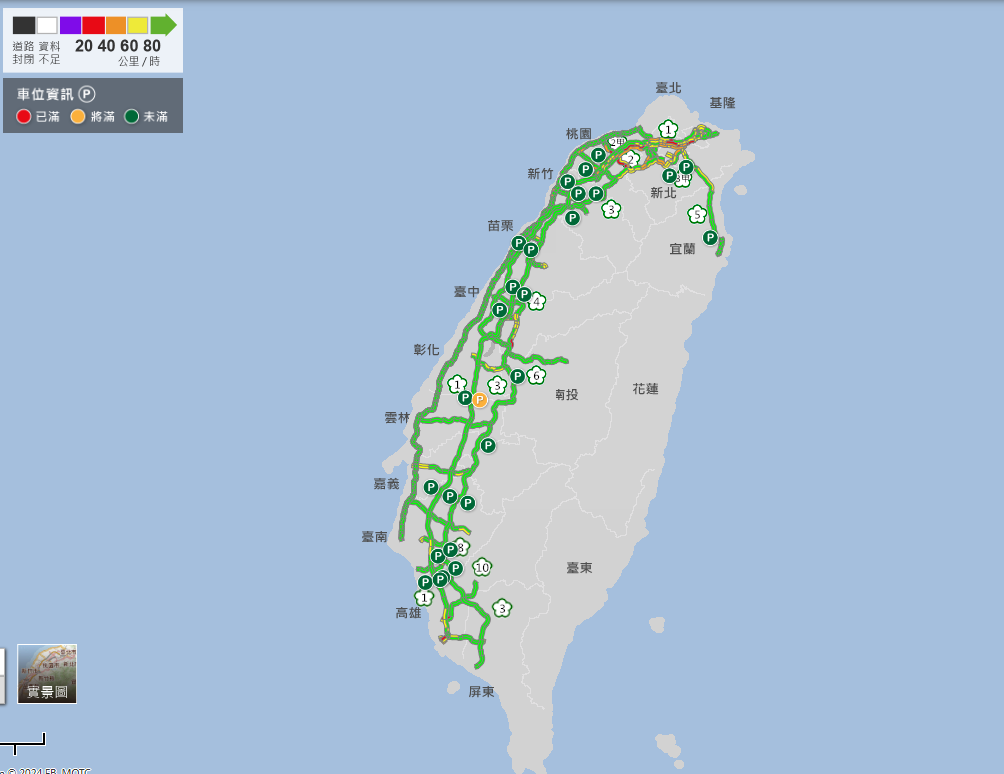 道路 資料 20 40 60 80
封閉 不足 公里 / 時
車位資訊 P
已滿 將滿 未滿
臺北
基隆
桃園
1
2甲
2
新竹
新北
3甲
3
5
苗栗
宜蘭
臺中
4
彰化
1
3
6
南投
花蓮
雲林
嘉義
臺南
8
10
臺東
1
3
高雄
實景圖
屏東
© 2024 FB, MOTC